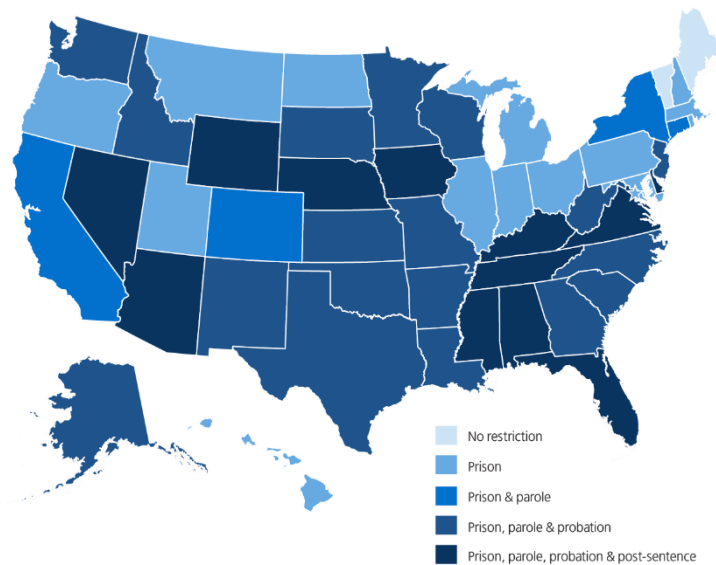 No restriction
Prison
Prison & parole
Prison, parole & probation
Prison, parole, probation & post-sentence